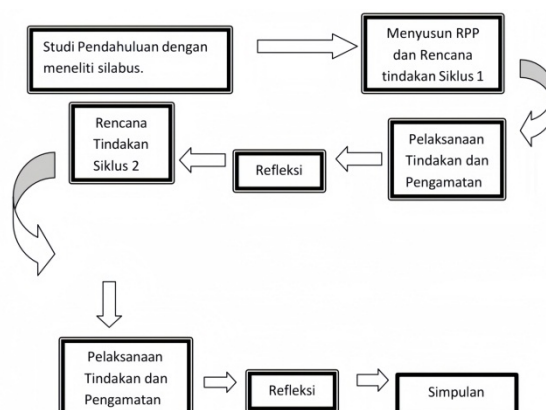 Studi Pendahuluan dengan
meneliti silabus.
Menyusun RPP
dan Rencana
tindakan Siklus 1
Pelaksanaan
Tindakan dan
Pengamatan
Refleksi
Rencana
Tindakan
Siklus 2
Pelaksanaan
Tindakan dan
Pengamatan
Refleksi
Simpulan